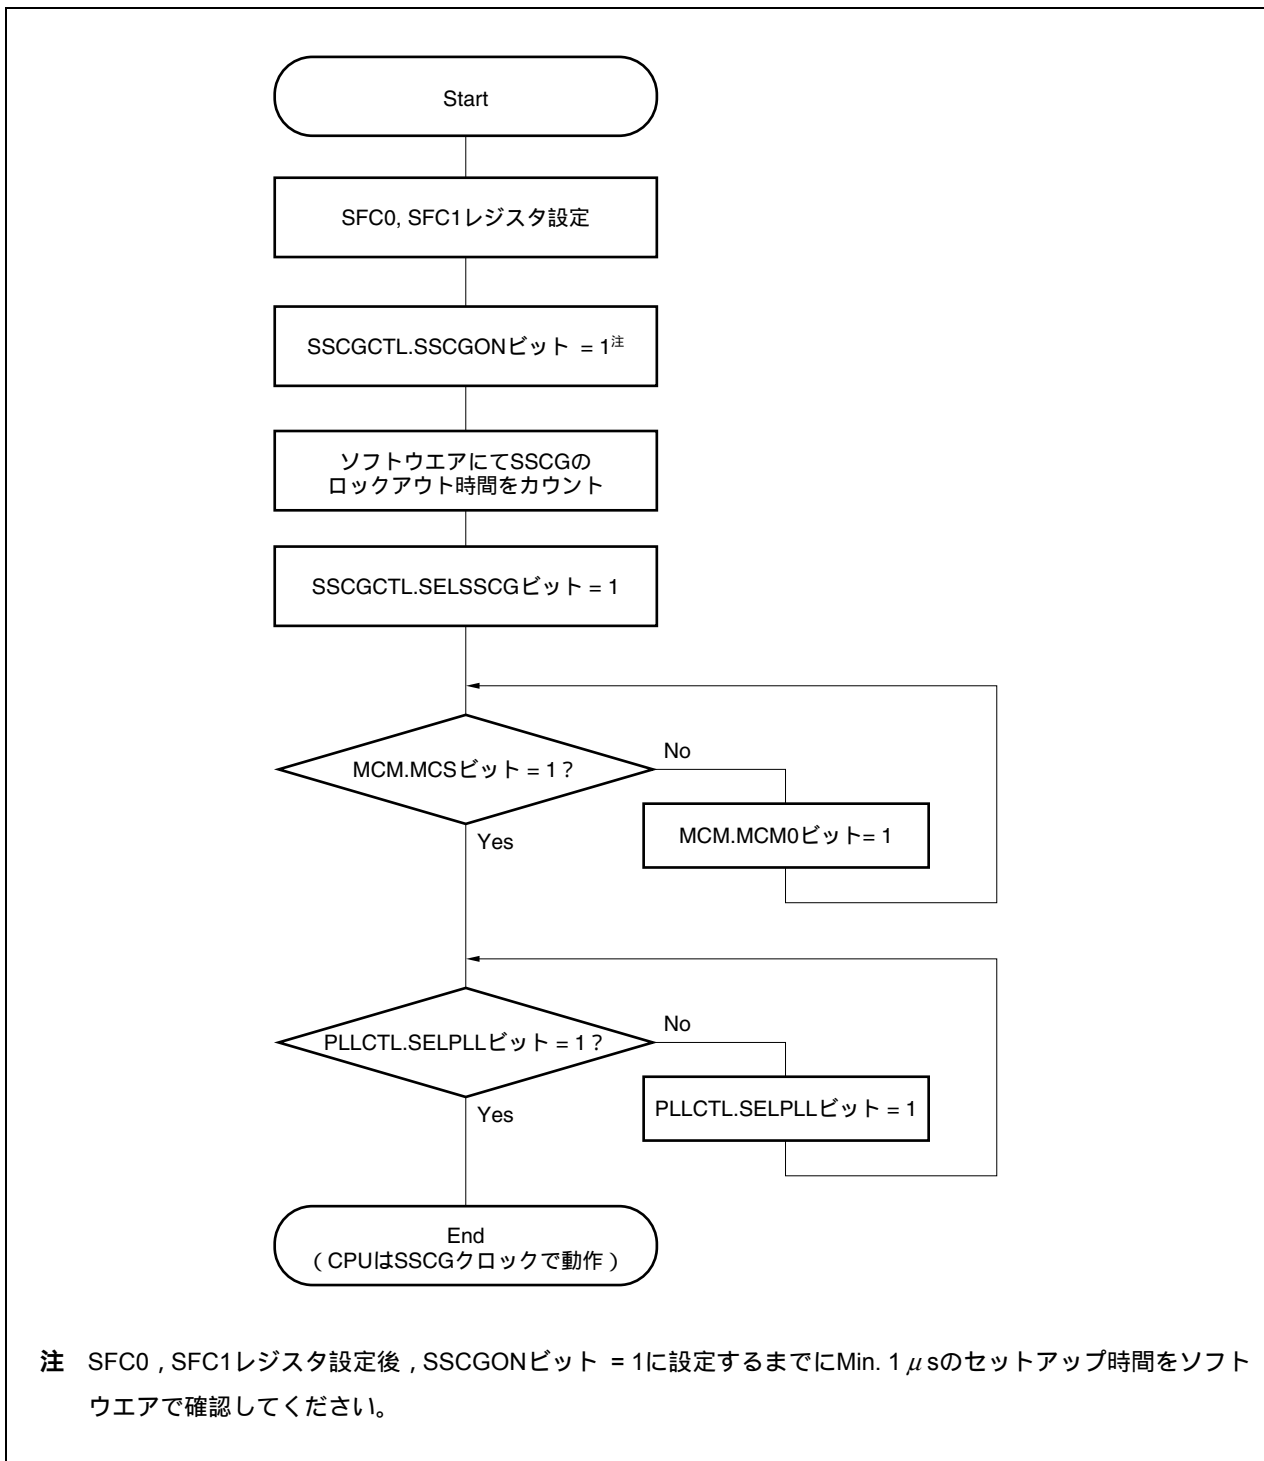 Start
SFC0, SFC1レジスタ設定
SSCGCTL.SSCGONビット = 1注
ソフトウエアにてSSCGの
ロックアウト時間をカウント
SSCGCTL.SELSSCGビット = 1
MCM.MCSビット = 1？
No
MCM.MCM0ビット= 1
Yes
PLLCTL.SELPLLビット = 1？
No
PLLCTL.SELPLLビット = 1
Yes
End
（CPUはSSCGクロックで動作）
注 SFC0，SFC1レジスタ設定後，SSCGONビット = 1に設定するまでにMin. 1 μsのセットアップ時間をソフト
ウエアで確認してください。